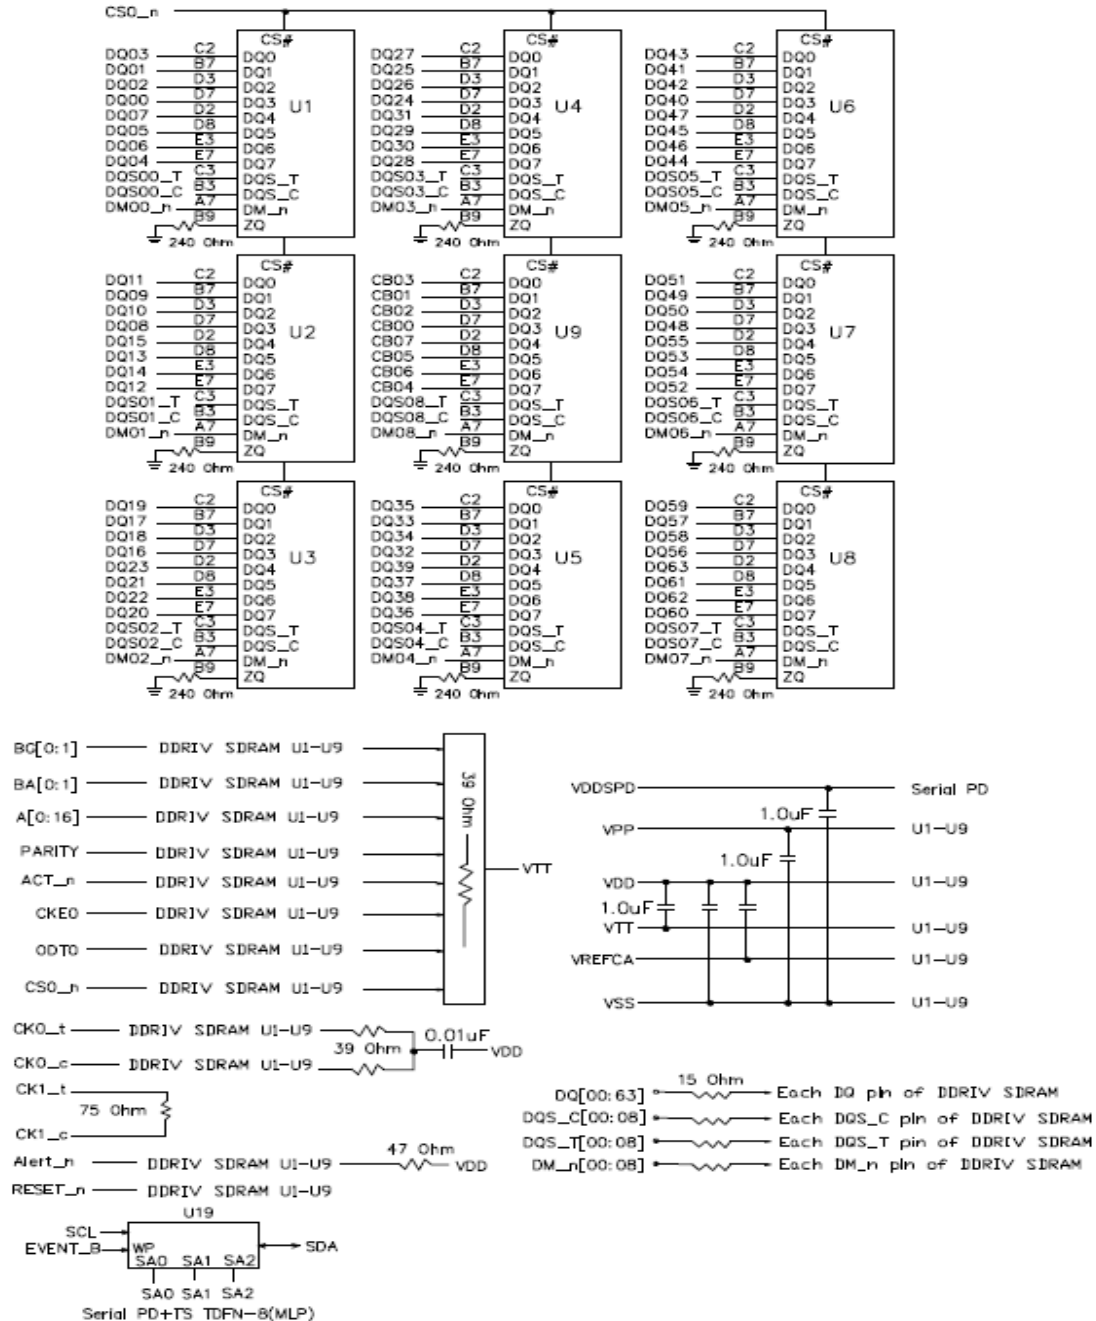 CS0_n
CS# CS# CS#
DQ03 C2 DQ0 DQ27 C2 DQ0 DQ43 C2 DQ0
DQ01 B7 DQ1 DQ25 B7 DQ1 DQ41 B7 DQ1
DQ02 D3 DQ2 DQ26 D3 DQ2 DQ42 D3 DQ2
DQ00 D7 DQ3 U1 DQ24 D7 DQ3 U4 DQ40 D7 DQ3 U6
DQ07 D2 DQ4 DQ31 D2 DQ4 DQ47 D2 DQ4
DQ05 D8 DQ5 DQ29 D8 DQ5 DQ45 D8 DQ5
DQ06 E3 DQ6 DQ30 E3 DQ6 DQ46 E3 DQ6
DQ04 E7 DQ7 DQ28 E7 DQ7 DQ44 E7 DQ7
DQS00_T C3 DQS_T DQS03_T C3 DQS_T DQS05_T C3 DQS_T
DQS00_C B3 DQS_C DQS03_C B3 DQS_C DQS05_C B3 DQS_C
DM00_n A7 DM_n DM03_n A7 DM_n DM05_n A7 DM_n
B9 ZQ B9 ZQ B9 ZQ
240 Ohm 240 Ohm 240 Ohm
CS# CS# CS#
DQ11 C2 DQ0 CB03 C2 DQ0 DQ51 C2 DQ0
DQ09 B7 DQ1 CB01 B7 DQ1 DQ49 B7 DQ1
DQ10 D3 DQ2 CB02 D3 DQ2 DQ50 D3 DQ2
DQ08 D7 DQ3 U2 CB00 D7 DQ3 U9 DQ48 D7 DQ3 U7
DQ15 D2 DQ4 CB07 D2 DQ4 DQ55 D2 DQ4
DQ13 D8 DQ5 CB05 D8 DQ5 DQ53 D8 DQ5
DQ14 E3 DQ6 CB06 E3 DQ6 DQ54 E3 DQ6
DQ12 E7 DQ7 CB04 E7 DQ7 DQ52 E7 DQ7
DQS01_T C3 DQS_T DQS08_T C3 DQS_T DQS06_T C3 DQS_T
DQS01_C B3 DQS_C DQS08_C B3 DQS_C DQS06_C B3 DQS_C
DM01_n A7 DM_n DM08_n A7 DM_n DM06_n A7 DM_n
B9 ZQ B9 ZQ B9 ZQ
240 Ohm 240 Ohm 240 Ohm
CS# CS# CS#
DQ19 C2 DQ0 DQ35 C2 DQ0 DQ59 C2 DQ0
DQ17 B7 DQ1 DQ33 B7 DQ1 DQ57 B7 DQ1
DQ18 D3 DQ2 DQ34 D3 DQ2 DQ58 D3 DQ2
DQ16 D7 DQ3 U3 DQ32 D7 DQ3 U5 DQ56 D7 DQ3 U8
DQ23 D2 DQ4 DQ39 D2 DQ4 DQ63 D2 DQ4
DQ21 D8 DQ5 DQ37 D8 DQ5 DQ61 D8 DQ5
DQ22 E3 DQ6 DQ38 E3 DQ6 DQ62 E3 DQ6
DQ20 E7 DQ7 DQ36 E7 DQ7 DQ60 E7 DQ7
DQS02_T C3 DQS_T DQS04_T C3 DQS_T DQS07_T C3 DQS_T
DQS02_C B3 DQS_C DQS04_C B3 DQS_C DQS07_C B3 DQS_C
DM02_n A7 DM_n DM04_n A7 DM_n DM07_n A7 DM_n
B9 ZQ B9 ZQ B9 ZQ
240 Ohm 240 Ohm 240 Ohm
BG[0:1] DDRIV SDRAM U1-U9
BA[0:1] DDRIV SDRAM U1-U9
A[0:16] DDRIV SDRAM U1-U9
PARITY DDRIV SDRAM U1-U9
ACT_n DDRIV SDRAM U1-U9
CKE0 DDRIV SDRAM U1-U9
ODT0 DDRIV SDRAM U1-U9
CS0_n DDRIV SDRAM U1-U9
39 Ohm
VTT
VDDSPD Serial PD
1.0uF
VPP U1-U9
1.0uF
VDD U1-U9
1.0uF
VTT U1-U9
VREFCA U1-U9
VSS U1-U9
CK0_t DDRIV SDRAM U1-U9
39 Ohm 0.01uF VDD
CK0_c DDRIV SDRAM U1-U9
CK1_t
75 Ohm
CK1_c
47 Ohm
Alert_n DDRIV SDRAM U1-U9 VDD
RESET_n DDRIV SDRAM U1-U9
15 Ohm
DQ[00:63] Each DQ pin of DDRIV SDRAM
DQS_C[00:08] Each DQS_C pin of DDRIV SDRAM
DQS_T[00:08] Each DQS_T pin of DDRIV SDRAM
DM_n[00:08] Each DM_n pin of DDRIV SDRAM
U19
SCL
EVENT_B WP SDA
SA0 SA1 SA2
SA0 SA1 SA2
Serial PD+TS TDFN-8(MLP)